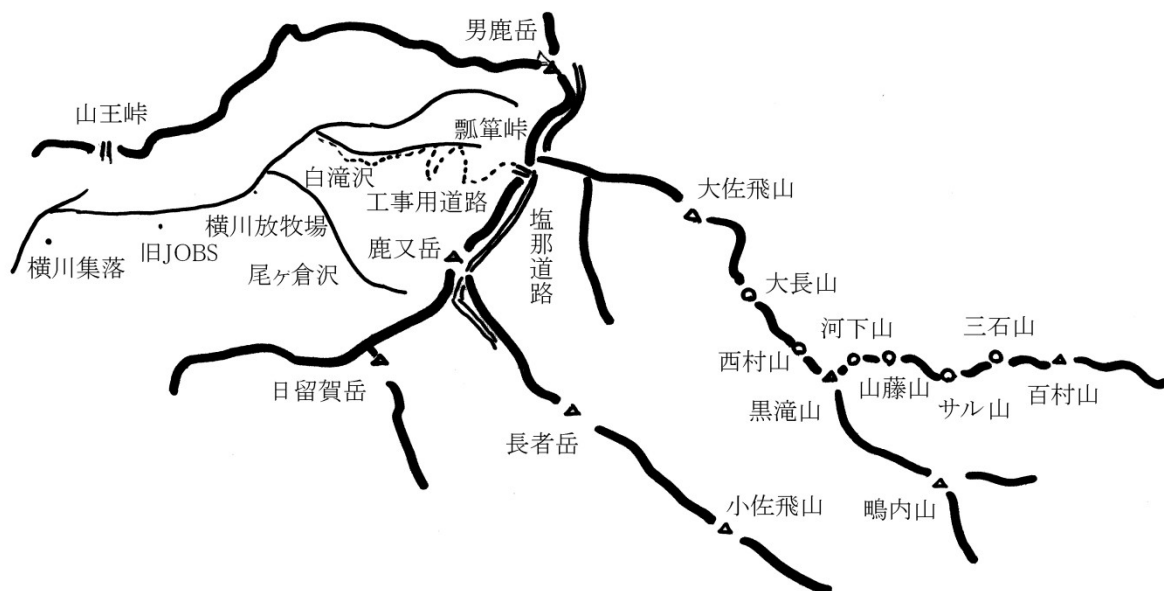 男鹿岳
山王峠
瓢箪峠
白滝沢
大佐飛山
工事用道路
横川放牧場
旧JOBS
横川集落
尾ヶ倉沢
鹿又岳
塩那道路
大長山
河下山
三石山
西村山
日留賀岳
山藤山
サル山
百村山
黒滝山
長者岳
小佐飛山
鴫内山